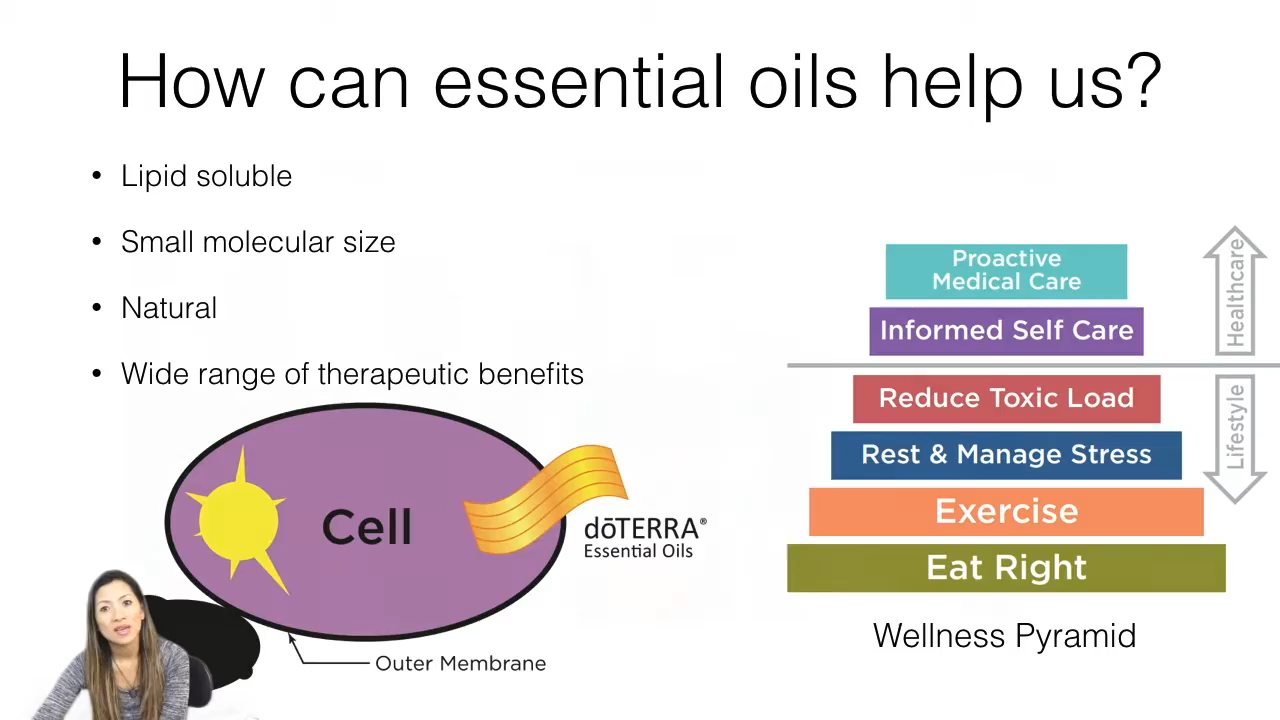 How can essential oils help us?
• Lipid soluble
• Small molecular size
• Natural
• Wide range of therapeutic benefits
Cell
dōTERRA®
Essential Oils
Outer Membrane
Proactive
Medical Care
Informed Self Care
Reduce Toxic Load
Rest & Manage Stress
Exercise
Eat Right
Healthcare
Lifestyle
Wellness Pyramid